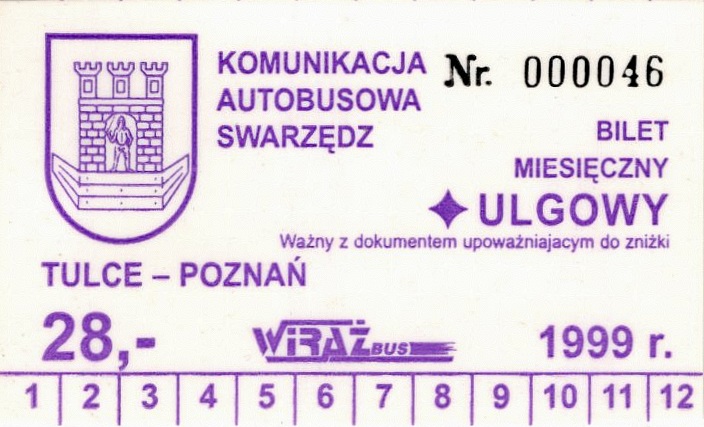 KOMUNIKACJA
AUTOBUSOWA
SWARZĘDZ
Nr. 000046
BILET
MIESIĘCZNY
ULGOWY
Ważny z dokumentem upoważniajacym do zniżki
TULCE – POZNAŃ
28,-
WiRAŻ BUS
1999 r.
1 2 3 4 5 6 7 8 9 10 11 12